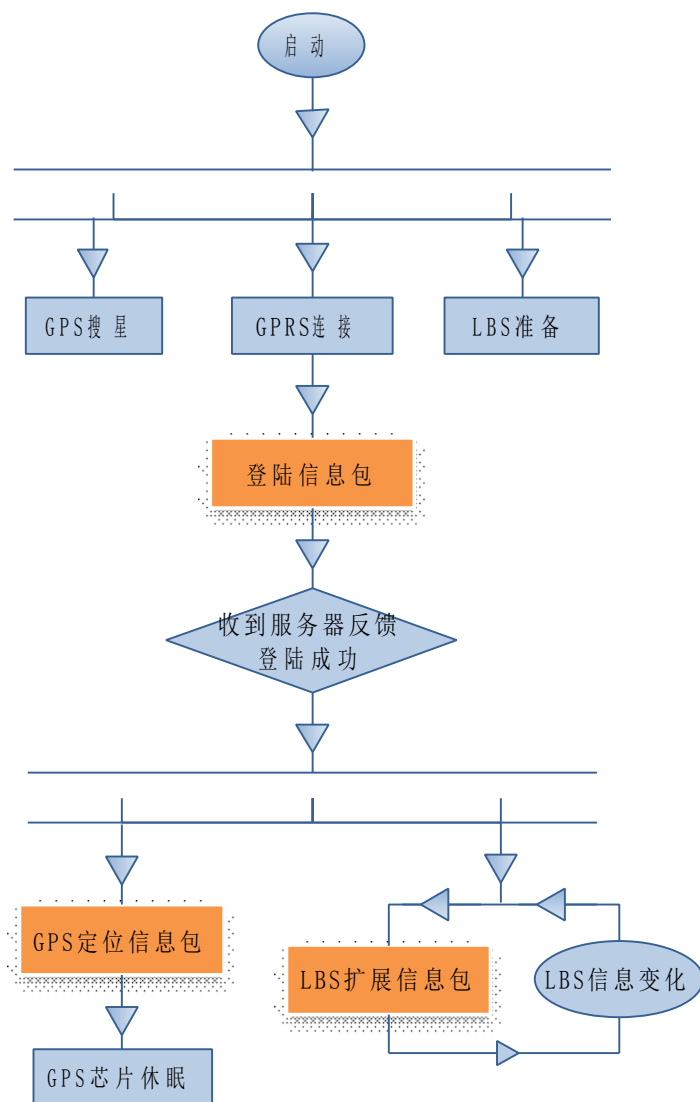 启动
GPS搜星
GPRS连接
LBS准备
登陆信息包
收到服务器反馈
登陆成功
GPS定位信息包
LBS扩展信息包
LBS信息变化
GPS芯片休眠